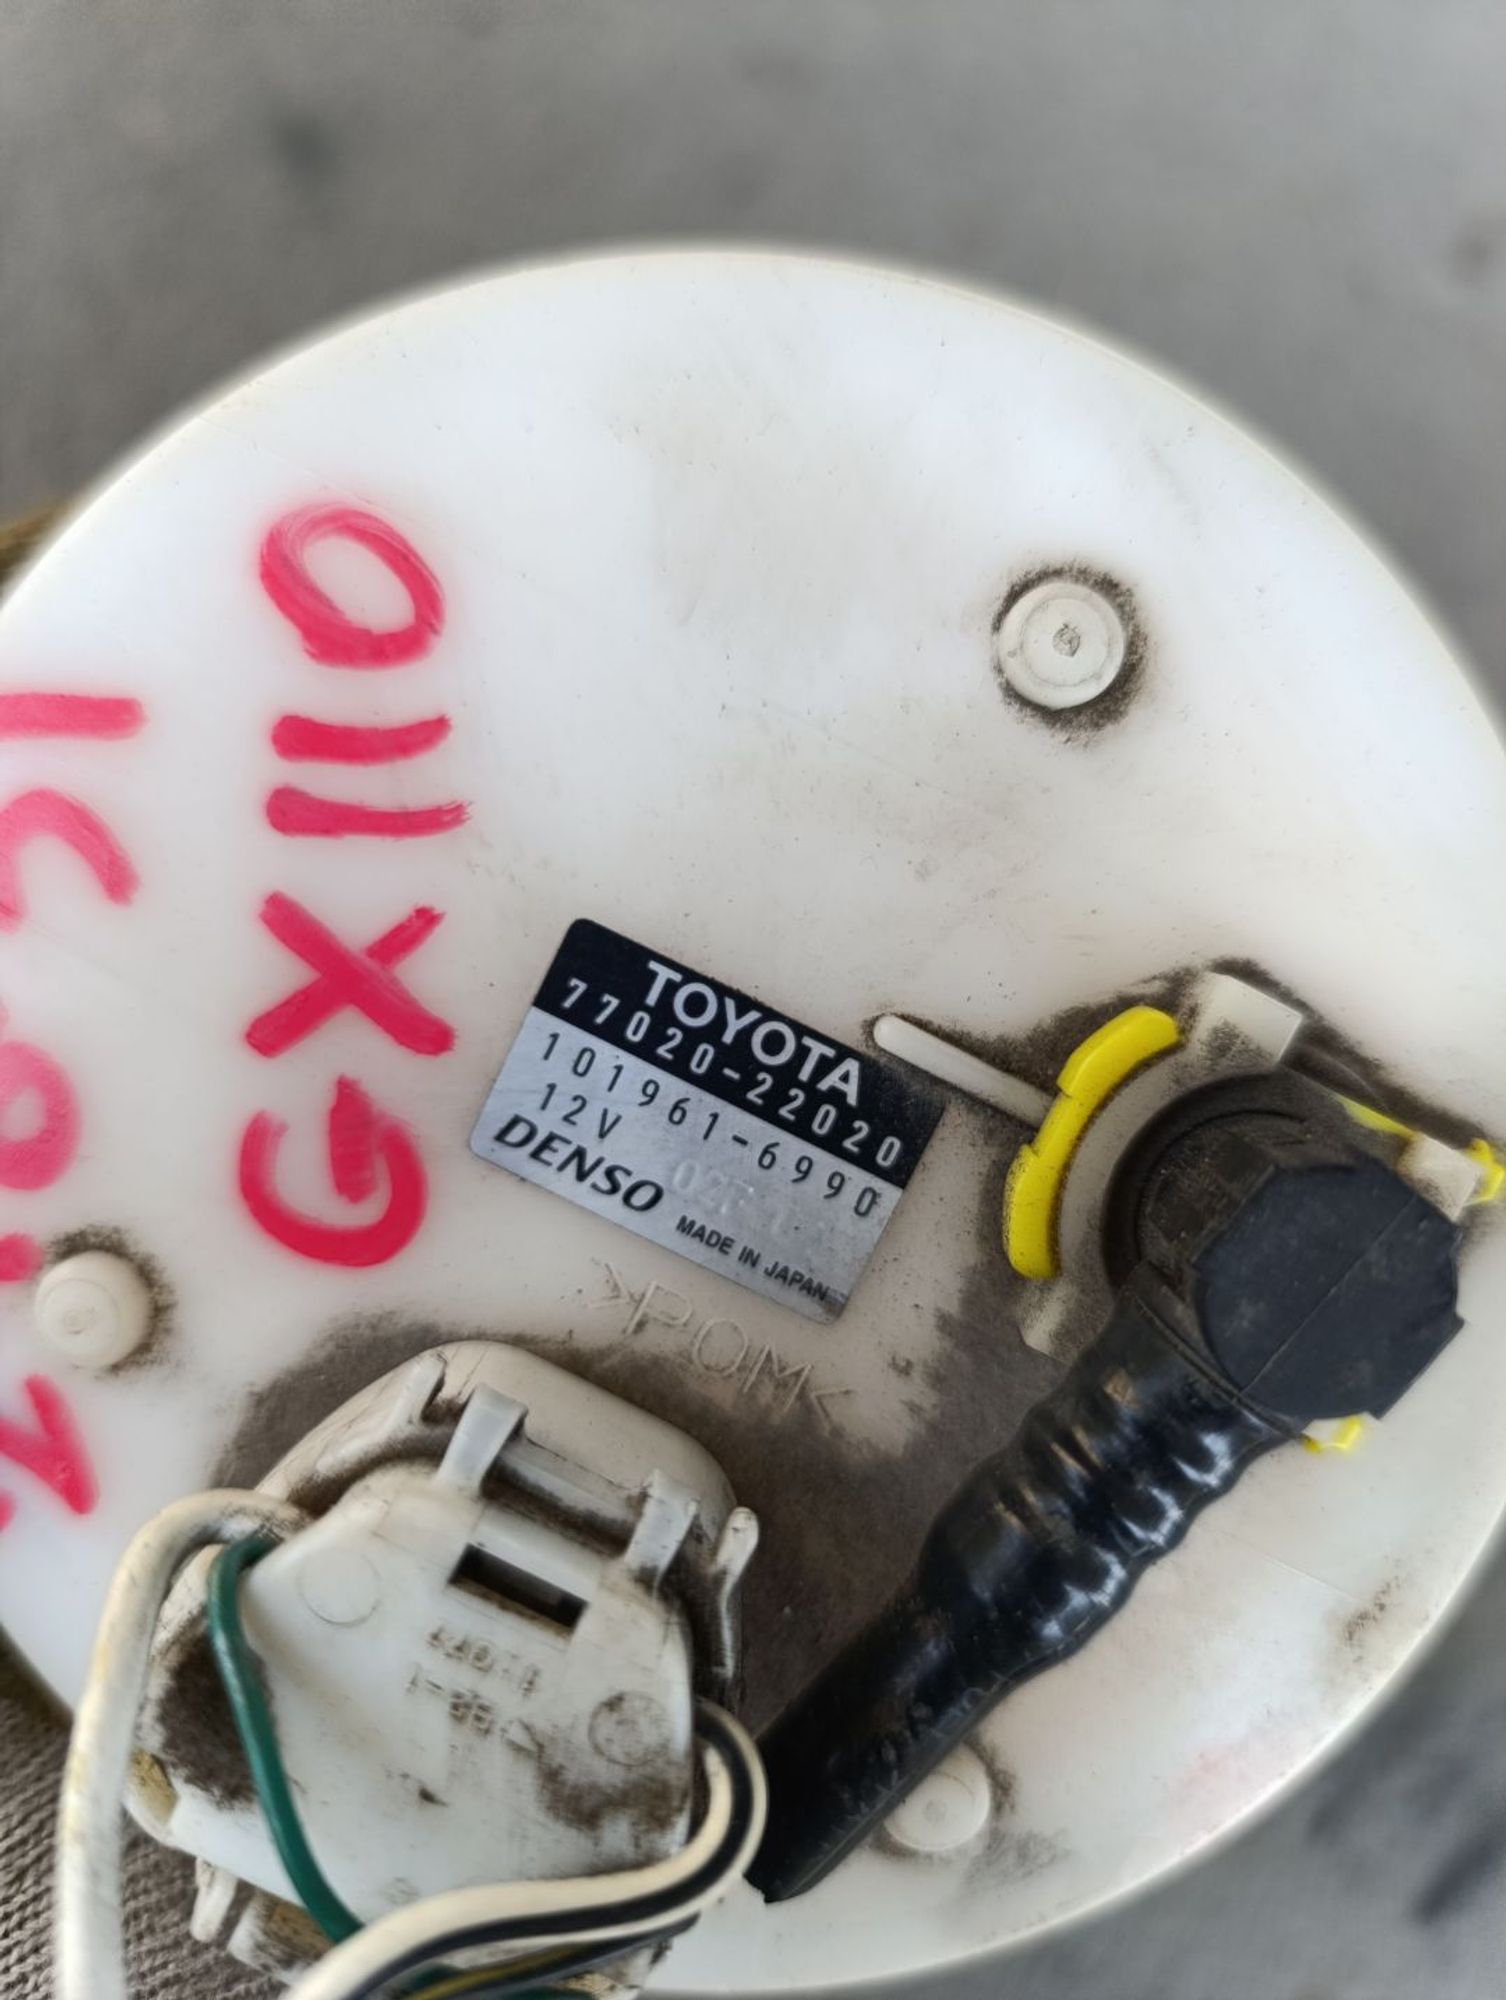 GX110
TOYOTA
77020-22020
101961-6990
12V
DENSO
MADE IN JAPAN
>POM<